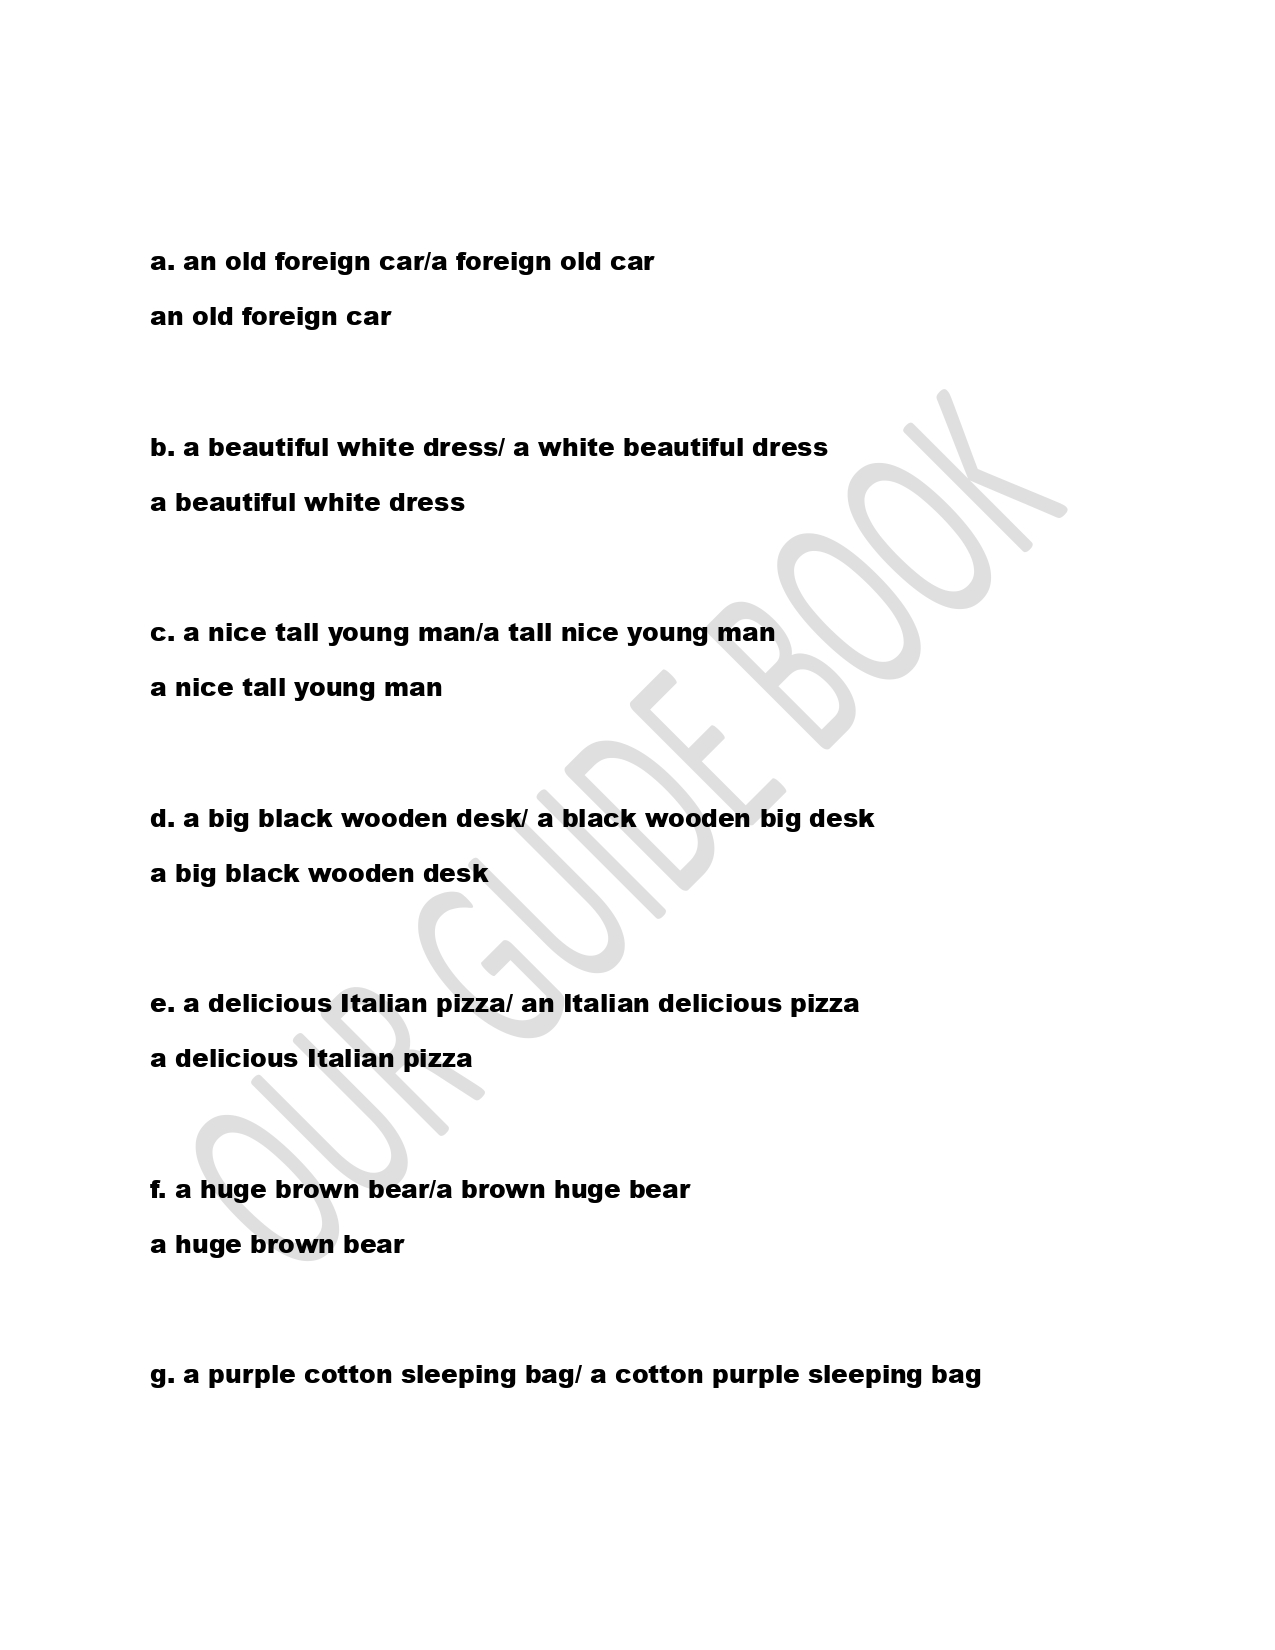 a. an old foreign car/a foreign old car
an old foreign car
b. a beautiful white dress/ a white beautiful dress
a beautiful white dress
c. a nice tall young man/a tall nice young man
a nice tall young man
d. a big black wooden desk/ a black wooden big desk
a big black wooden desk
e. a delicious Italian pizza/ an Italian delicious pizza
a delicious Italian pizza
f. a huge brown bear/a brown huge bear
a huge brown bear
g. a purple cotton sleeping bag/ a cotton purple sleeping bag
OUR GUIDE BOOK